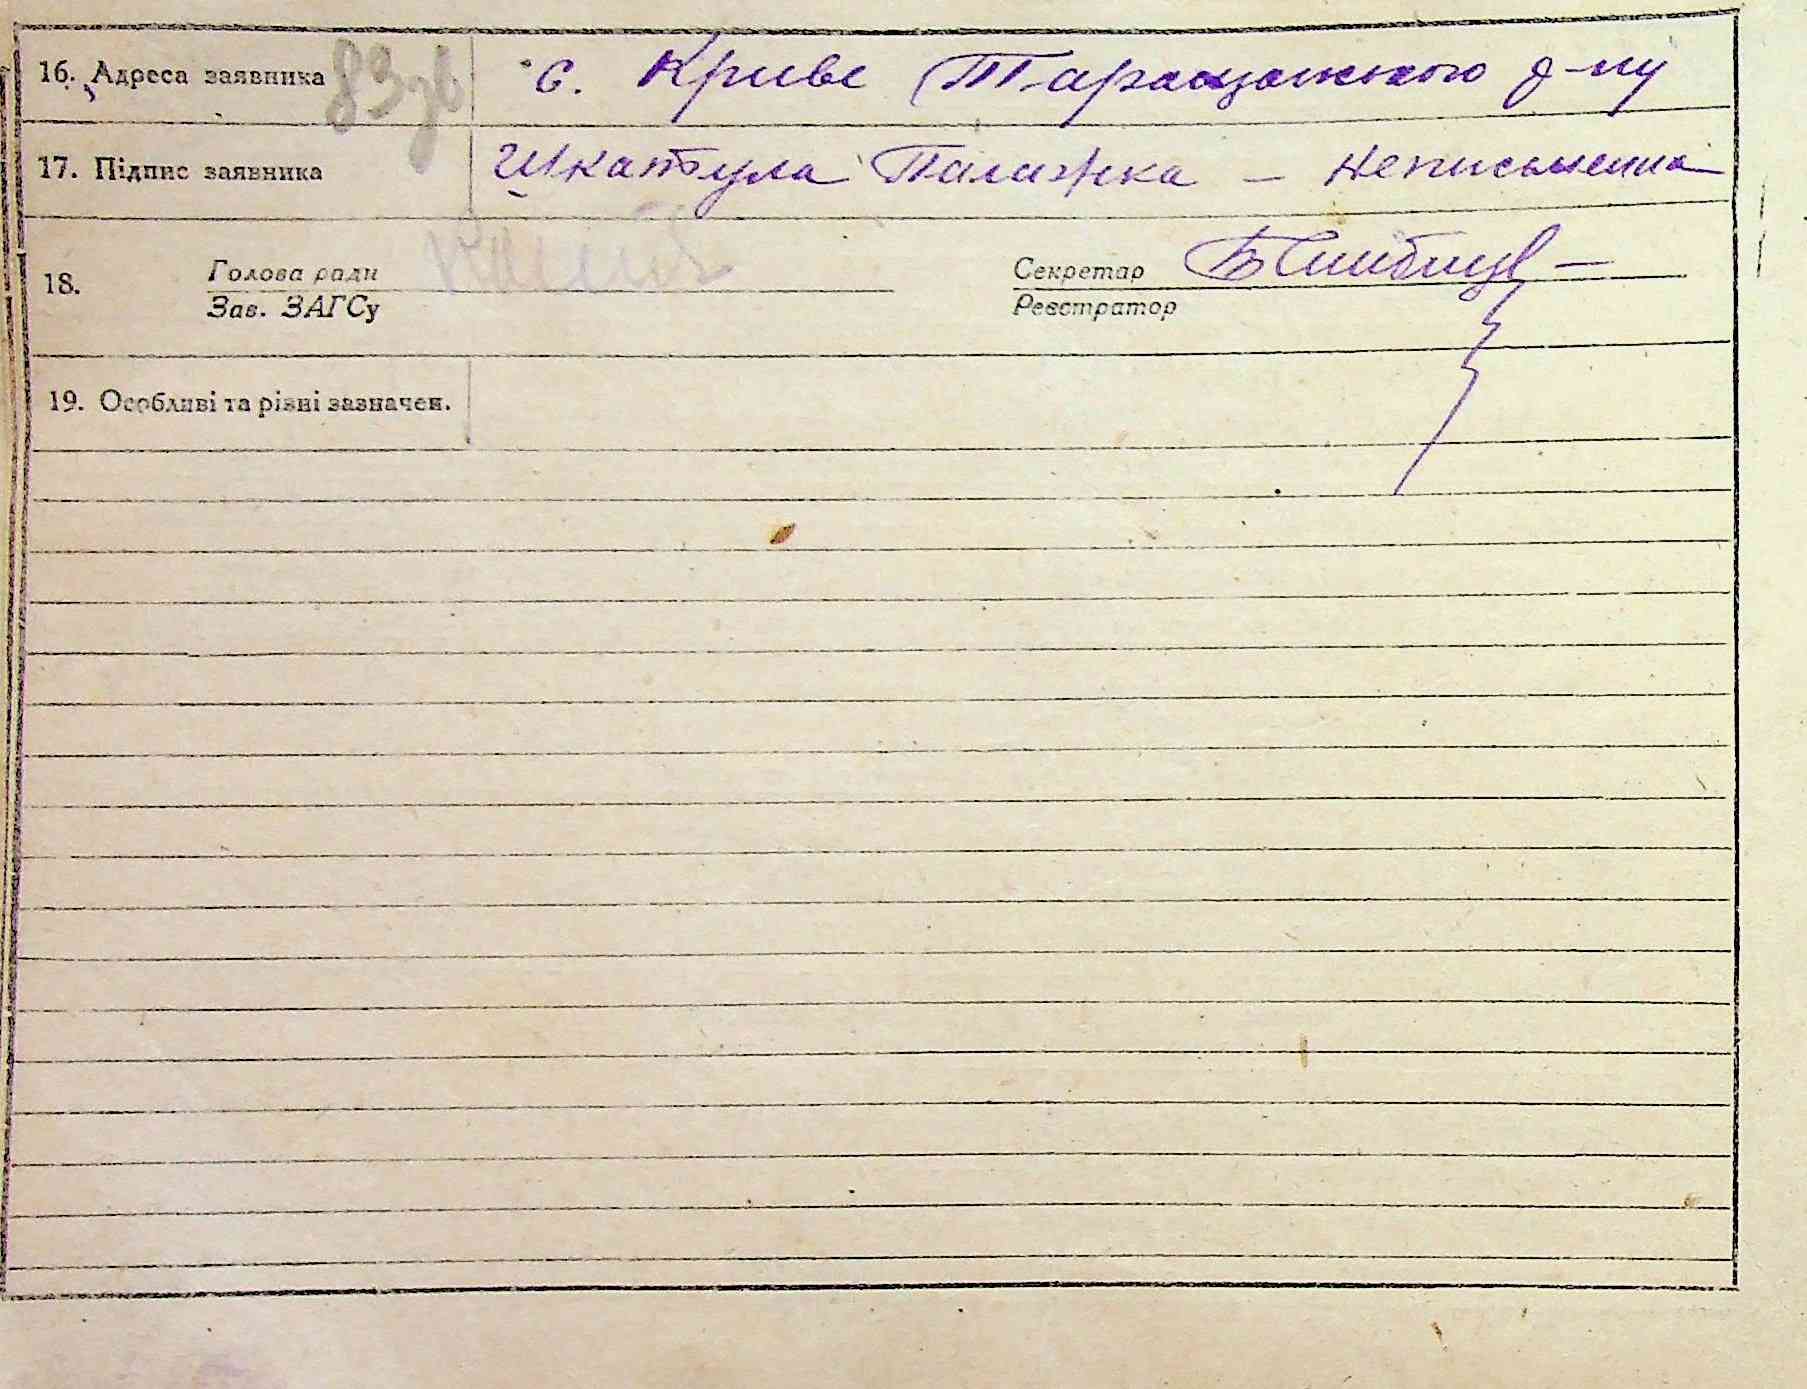 16. Адреса заявника 83зв с. Криве Таращанського р-ну
17. Підпис заявника Шкатула Палажка - неписьменна
18. Голова ради Секретар
Зав. ЗАГСу Реєстратор
19. Особливі та різні зазначен.